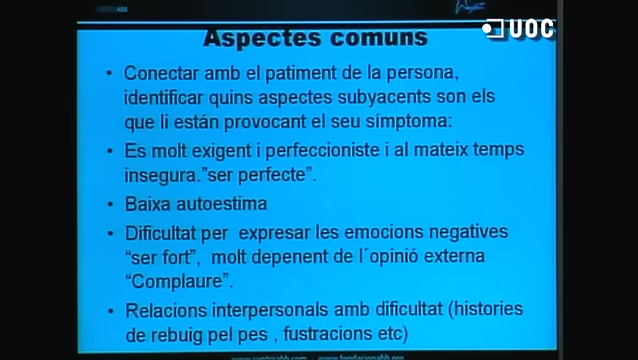 UOC
Aspectes comuns
• Conectar amb el patiment de la persona,
identificar quins aspectes subyacents son els
que li están provocant el seu símptoma:
• Es molt exigent i perfeccioniste i al mateix temps
insegura."ser perfecte".
• Baixa autoestima
• Dificultat per expresar les emocions negatives
"ser fort", molt depenent de l´opinió externa
"Complaure".
• Relacions interpersonals amb dificultat (histories
de rebuig pel pes , fustracions etc)